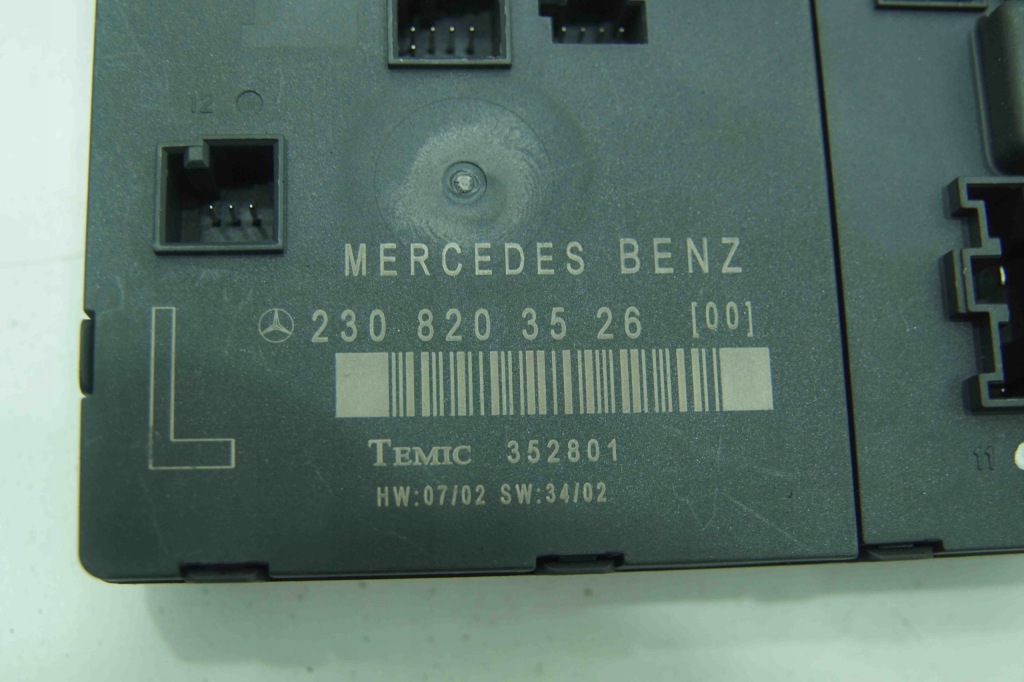 12
MERCEDES BENZ
230 820 35 26 [00]
L
TEMIC 352801
HW:07/02 SW:34/02
11